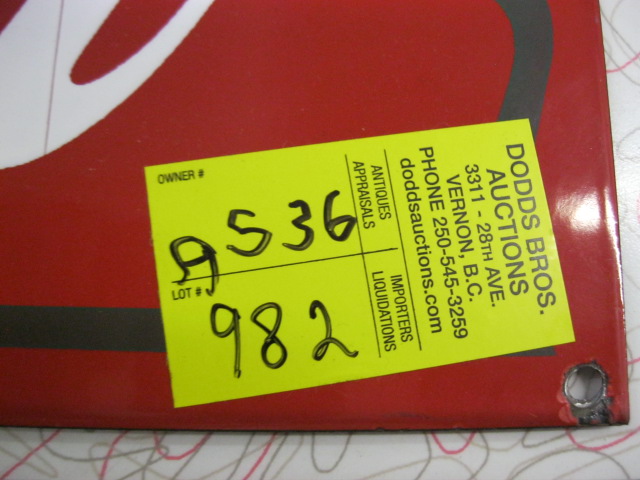 OWNER #
9536
LOT #
982
ANTIQUES
APPRAISALS
IMPORTERS
LIQUIDATIONS
DODDS BROS.
AUCTIONS
3311 - 28TH AVE.
VERNON, B.C.
PHONE 250-545-3259
doddsauctions.com